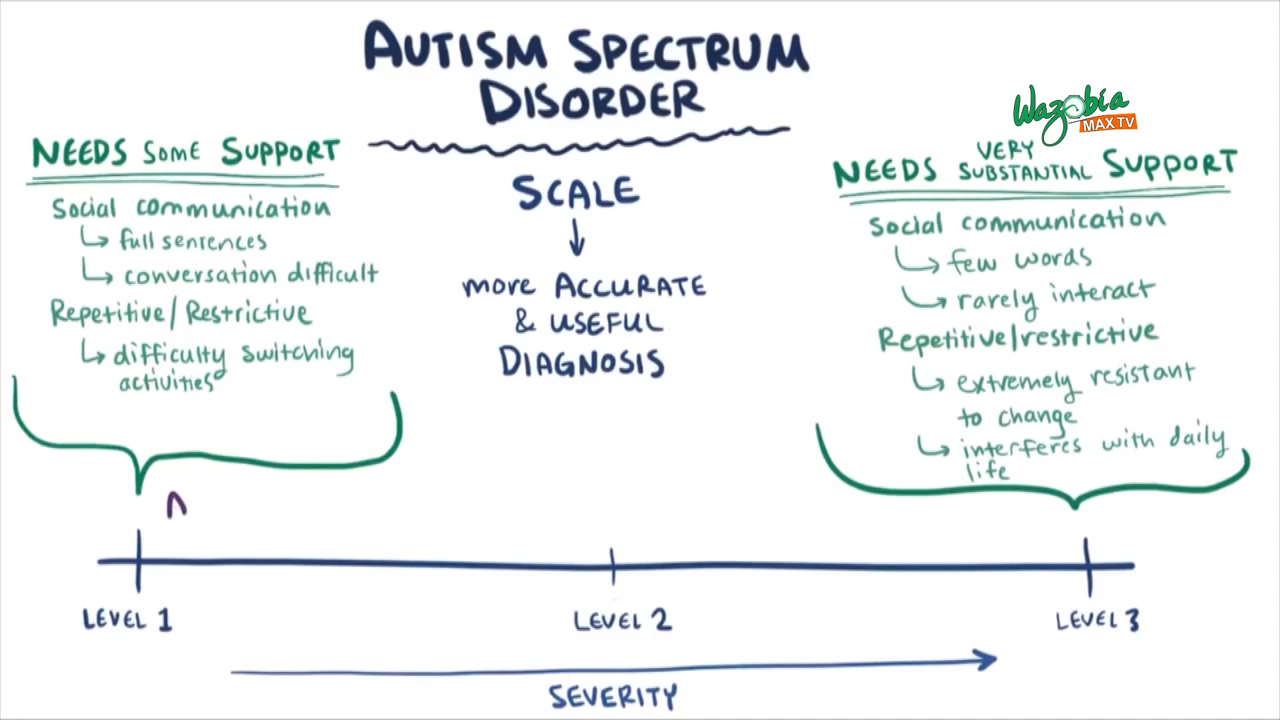 AUTISM SPECTRUM
DISORDER
Wazobia
MAX TV
NEEDS SOME SUPPORT
Social communication
full sentences
conversation difficult
Repetitive/Restrictive
difficulty switching
activities
SCALE
more ACCURATE
& USEFUL
DIAGNOSIS
NEEDS VERY SUBSTANTIAL SUPPORT
Social communication
few words
rarely interact
Repetitive/restrictive
extremely resistant
to change
interferes with daily
life
LEVEL 1
LEVEL 2
LEVEL 3
SEVERITY